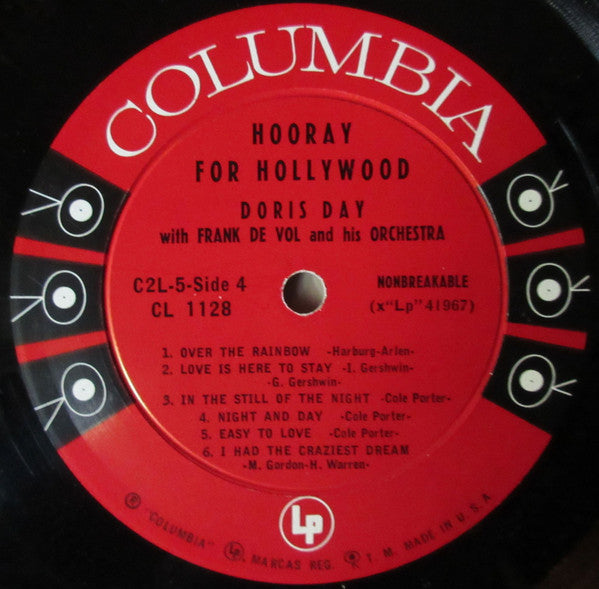 COLUMBIA
HOORAY
FOR HOLLYWOOD
DORIS DAY
with FRANK DE VOL and his ORCHESTRA
C2L-5-Side 4
CL 1128
NONBREAKABLE
(x"Lp"41967)
1. OVER THE RAINBOW -Harburg-Arlen-
2. LOVE IS HERE TO STAY -I. Gershwin-
-G. Gershwin-
3. IN THE STILL OF THE NIGHT -Cole Porter-
4. NIGHT AND DAY -Cole Porter-
5. EASY TO LOVE -Cole Porter-
6. I HAD THE CRAZIEST DREAM
-M. Gordon-H. Warren-
Lp
® "COLUMBIA" Lp MARCAS REG. T. M. MADE IN U. S. A.